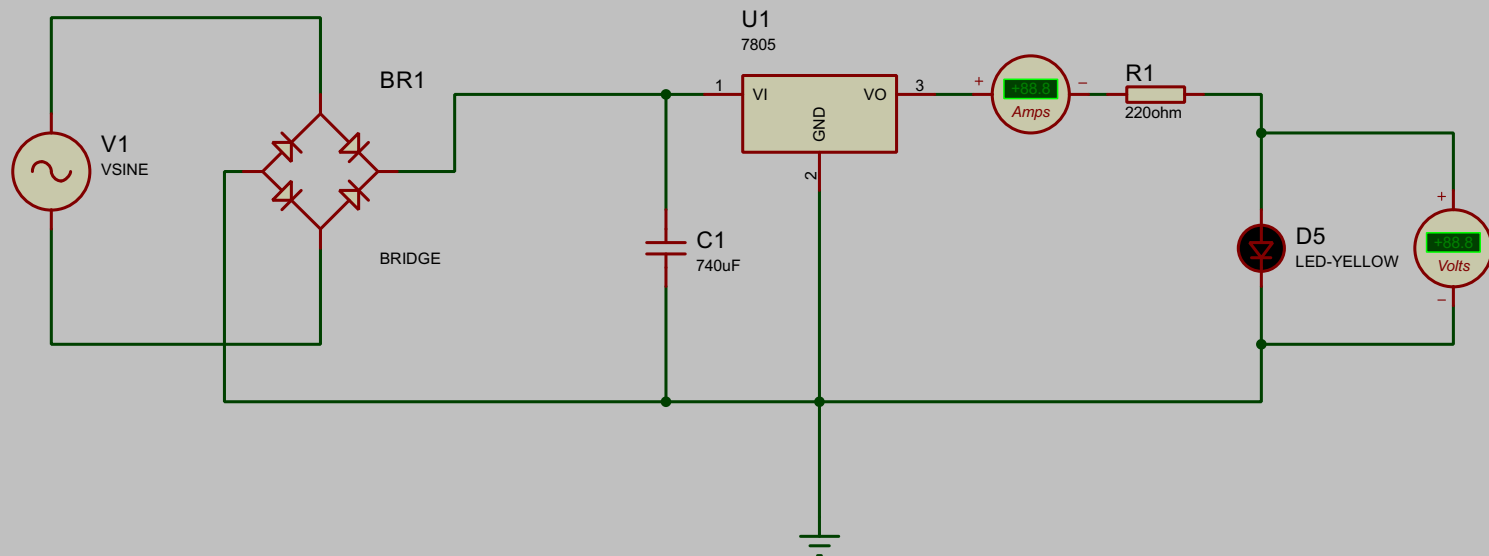 U1
7805
BR1
1
VI
VO
3
GND
2
+
+88.8
Amps
−
R1
220ohm
V1
VSINE
BRIDGE
C1
740uF
D5
LED-YELLOW
+
+88.8
Volts
−